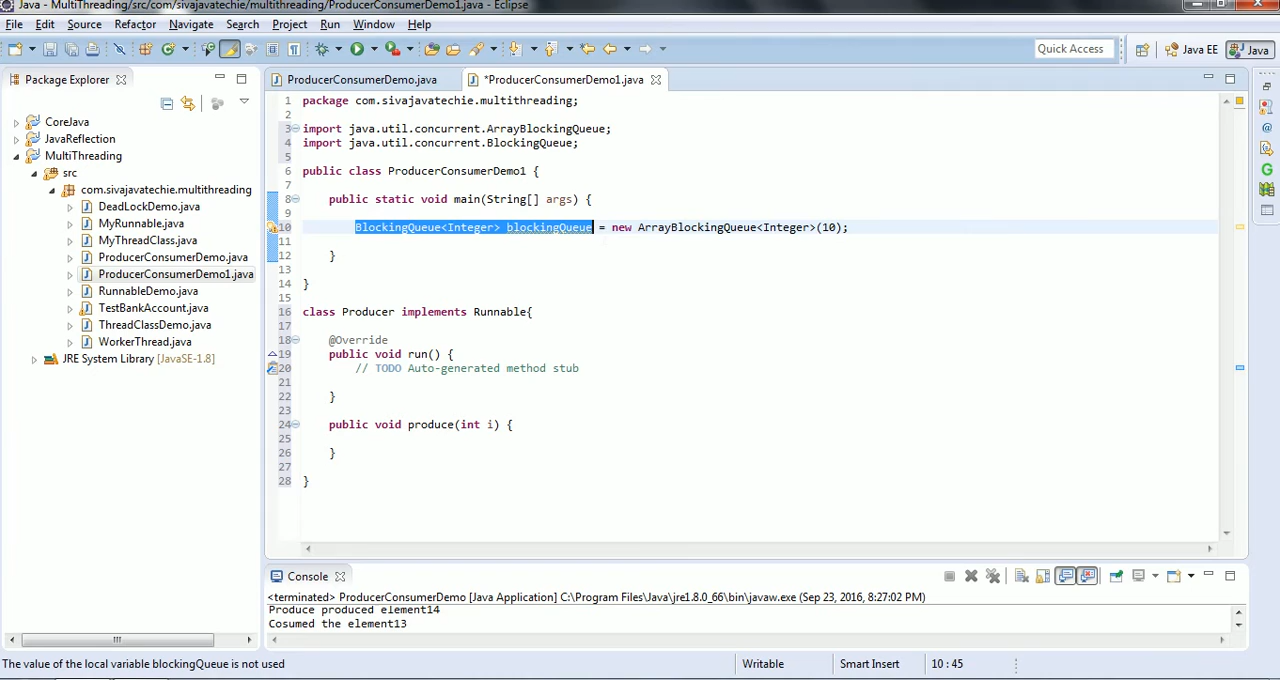 Java - MultiThreading/src/com/sivajavatechie/multithreading/ProducerConsumerDemo1.java - Eclipse
File Edit Source Refactor Navigate Search Project Run Window Help
Quick Access Java EE Java
Package Explorer
ProducerConsumerDemo.java *ProducerConsumerDemo1.java
CoreJava
JavaReflection
MultiThreading
src
com.sivajavatechie.multithreading
DeadLockDemo.java
MyRunnable.java
MyThreadClass.java
ProducerConsumerDemo.java
ProducerConsumerDemo1.java
RunnableDemo.java
TestBankAccount.java
ThreadClassDemo.java
WorkerThread.java
JRE System Library [JavaSE-1.8]
1 package com.sivajavatechie.multithreading;
2
3 import java.util.concurrent.ArrayBlockingQueue;
4 import java.util.concurrent.BlockingQueue;
5
6 public class ProducerConsumerDemo1 {
7
8 public static void main(String[] args) {
9
10 BlockingQueue<Integer> blockingQueue = new ArrayBlockingQueue<Integer>(10);
11
12 }
13
14 }
15
16 class Producer implements Runnable{
17
18 @Override
19 public void run() {
20 // TODO Auto-generated method stub
21
22 }
23
24 public void produce(int i) {
25
26 }
27
28 }
Console
<terminated> ProducerConsumerDemo [Java Application] C:\Program Files\Java\jre1.8.0_66\bin\javaw.exe (Sep 23, 2016, 8:27:02 PM)
Produce produced element14
Cosumed the element13
The value of the local variable blockingQueue is not used Writable Smart Insert 10 : 45